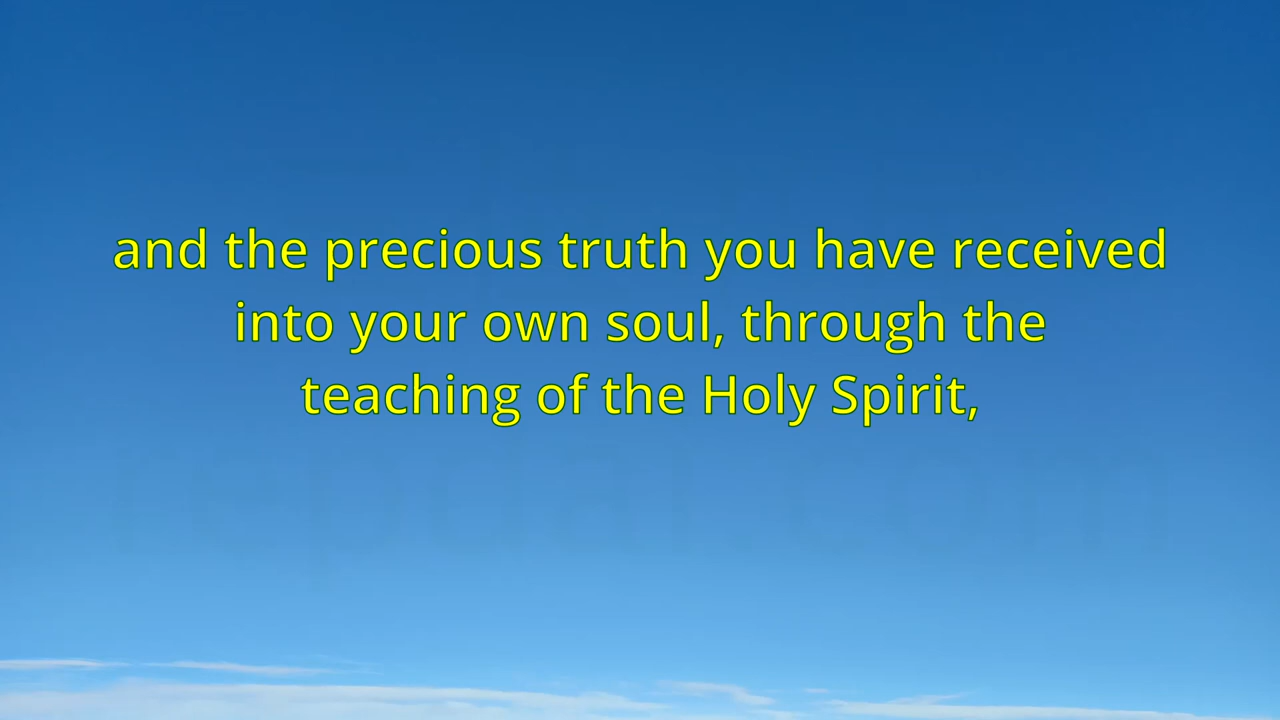 and the precious truth you have received
into your own soul, through the
teaching of the Holy Spirit,